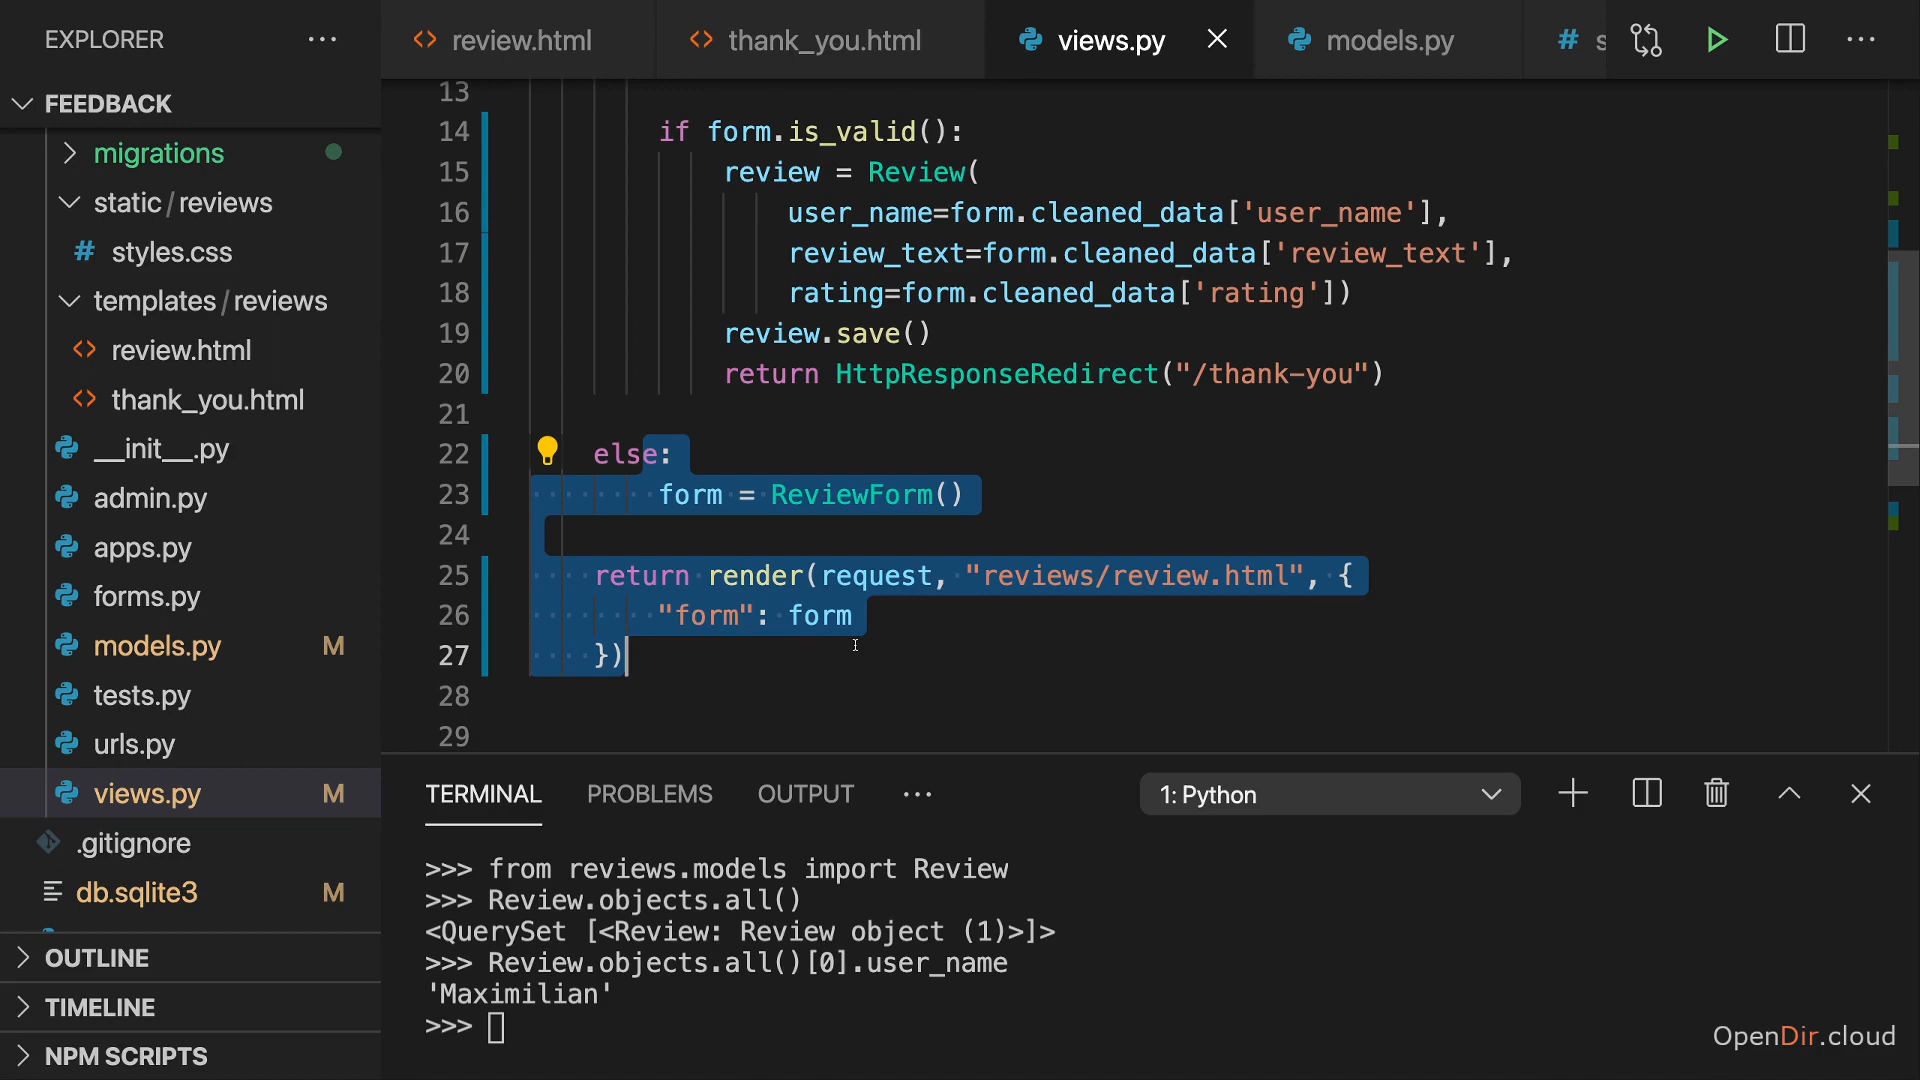 EXPLORER
review.html
thank_you.html
views.py
models.py
# s
FEEDBACK
migrations
static/reviews
# styles.css
templates/reviews
review.html
thank_you.html
__init__.py
admin.py
apps.py
forms.py
models.py M
tests.py
urls.py
views.py M
.gitignore
db.sqlite3 M
OUTLINE
TIMELINE
NPM SCRIPTS
13
14 if form.is_valid():
15 review = Review(
16 user_name=form.cleaned_data['user_name'],
17 review_text=form.cleaned_data['review_text'],
18 rating=form.cleaned_data['rating'])
19 review.save()
20 return HttpResponseRedirect("/thank-you")
21
22 else:
23 form = ReviewForm()
24
25 return render(request, "reviews/review.html", {
26 "form": form
27 })
28
29
TERMINAL PROBLEMS OUTPUT
1: Python
>>> from reviews.models import Review
>>> Review.objects.all()
<QuerySet [<Review: Review object (1)>]>
>>> Review.objects.all()[0].user_name
'Maximilian'
>>>
OpenDir.cloud